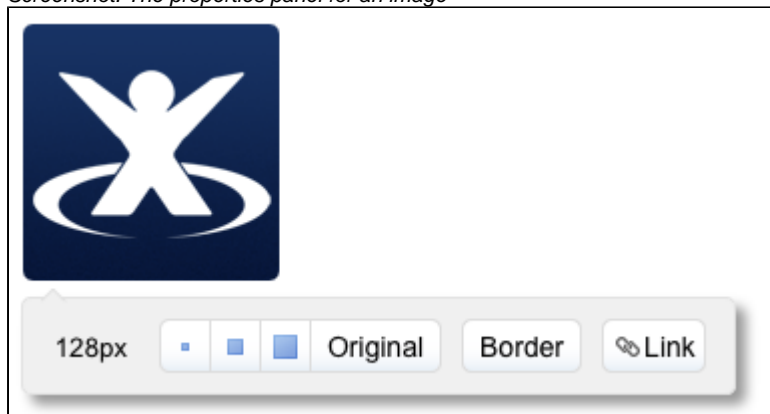 Screenshot: The properties panel for an image
128px Original Border Link